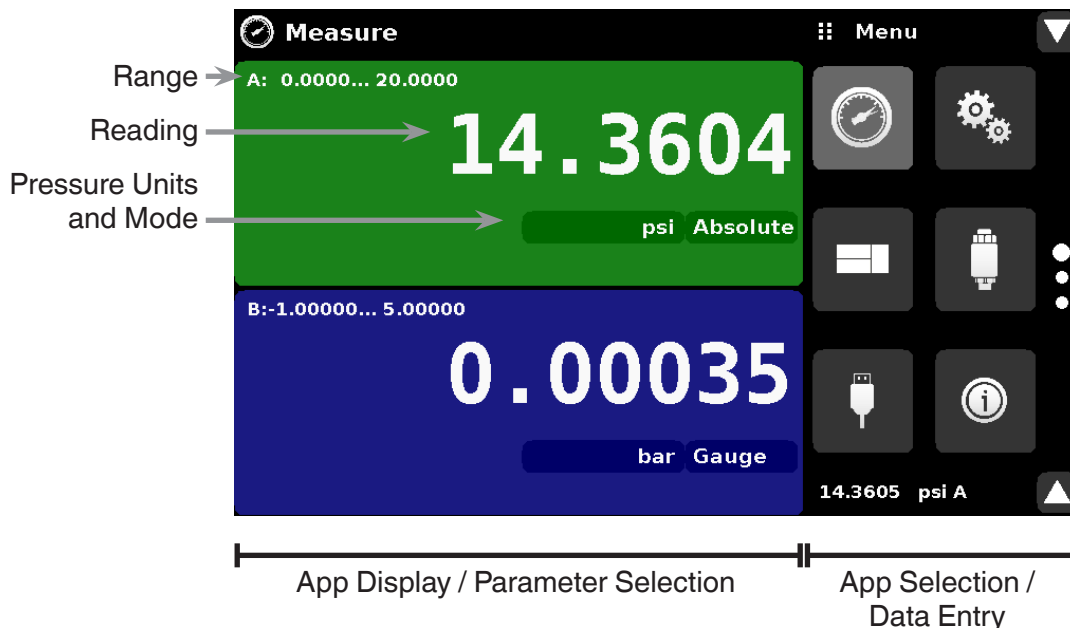 Measure
Menu
Range
A: 0.0000... 20.0000
Reading
14.3604
Pressure Units
and Mode
psi Absolute
B:-1.00000... 5.00000
0.00035
bar Gauge
14.3605 psi A
App Display / Parameter Selection
App Selection /
Data Entry